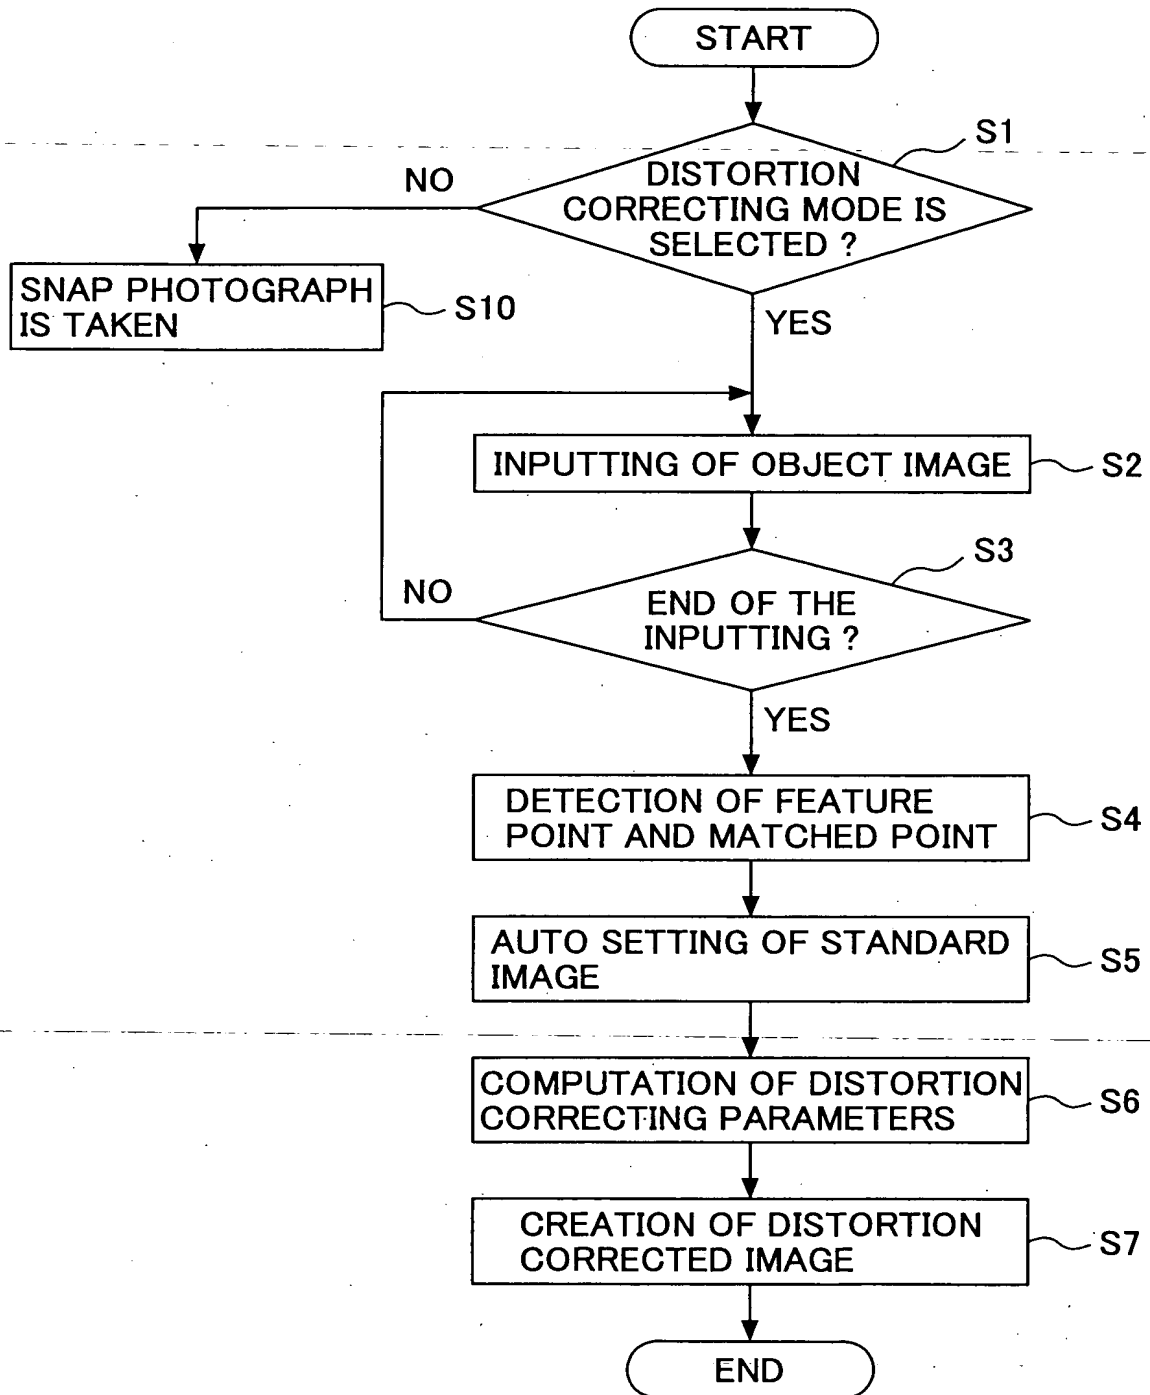 START
S1
DISTORTION
CORRECTING MODE IS
SELECTED ?
NO
SNAP PHOTOGRAPH
IS TAKEN
S10
YES
INPUTTING OF OBJECT IMAGE
S2
S3
NO
END OF THE
INPUTTING ?
YES
DETECTION OF FEATURE
POINT AND MATCHED POINT
S4
AUTO SETTING OF STANDARD
IMAGE
S5
COMPUTATION OF DISTORTION
CORRECTING PARAMETERS
S6
CREATION OF DISTORTION
CORRECTED IMAGE
S7
END